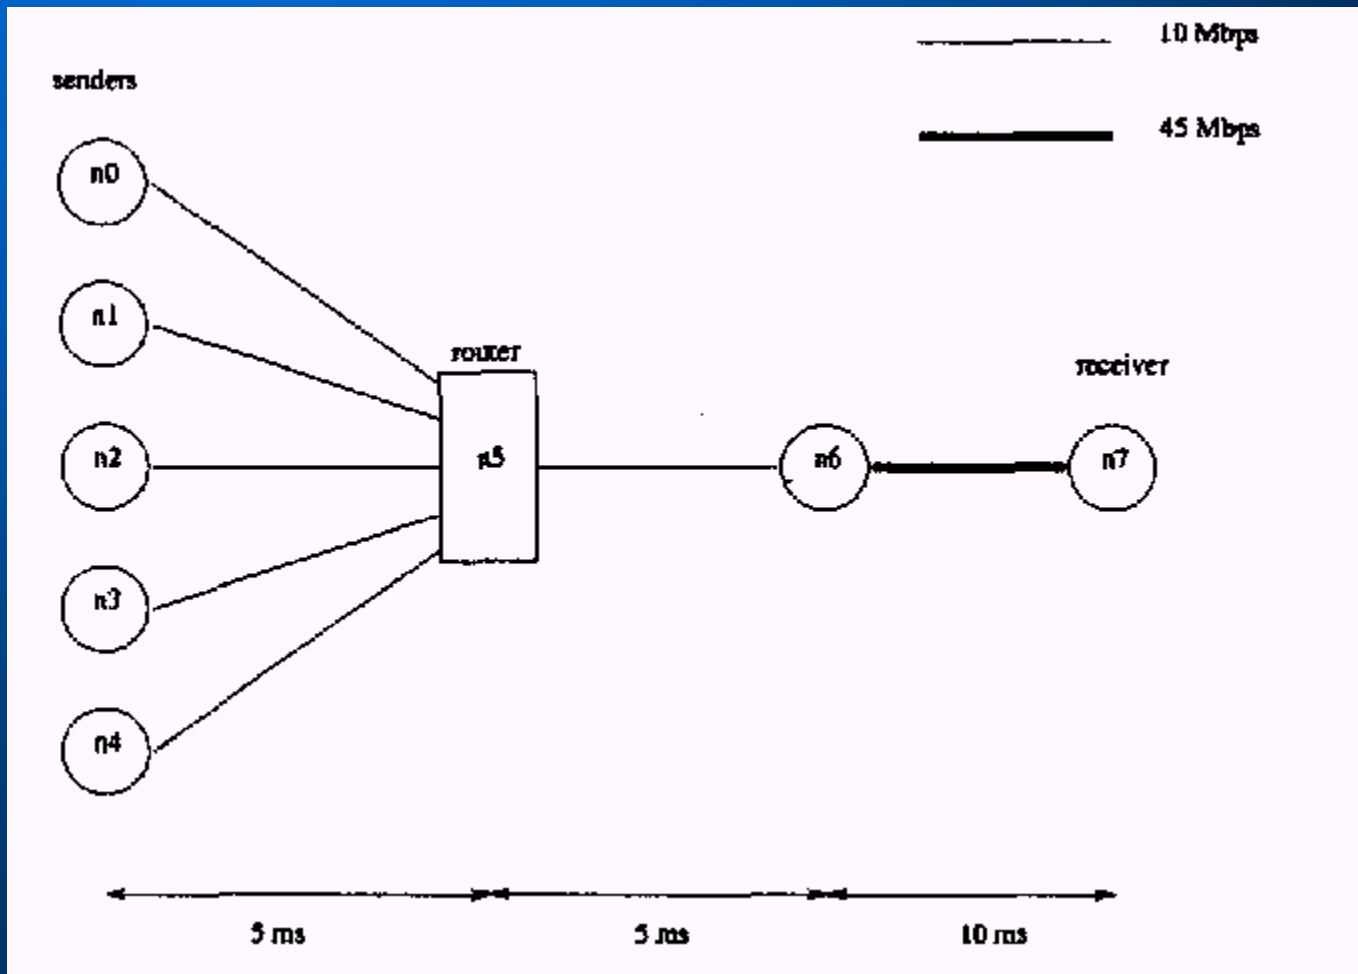 10 Mbps
senders
45 Mbps
n0
n1
router
receiver
n2
n5
n6
n7
n3
n4
5 ms
5 ms
10 ms